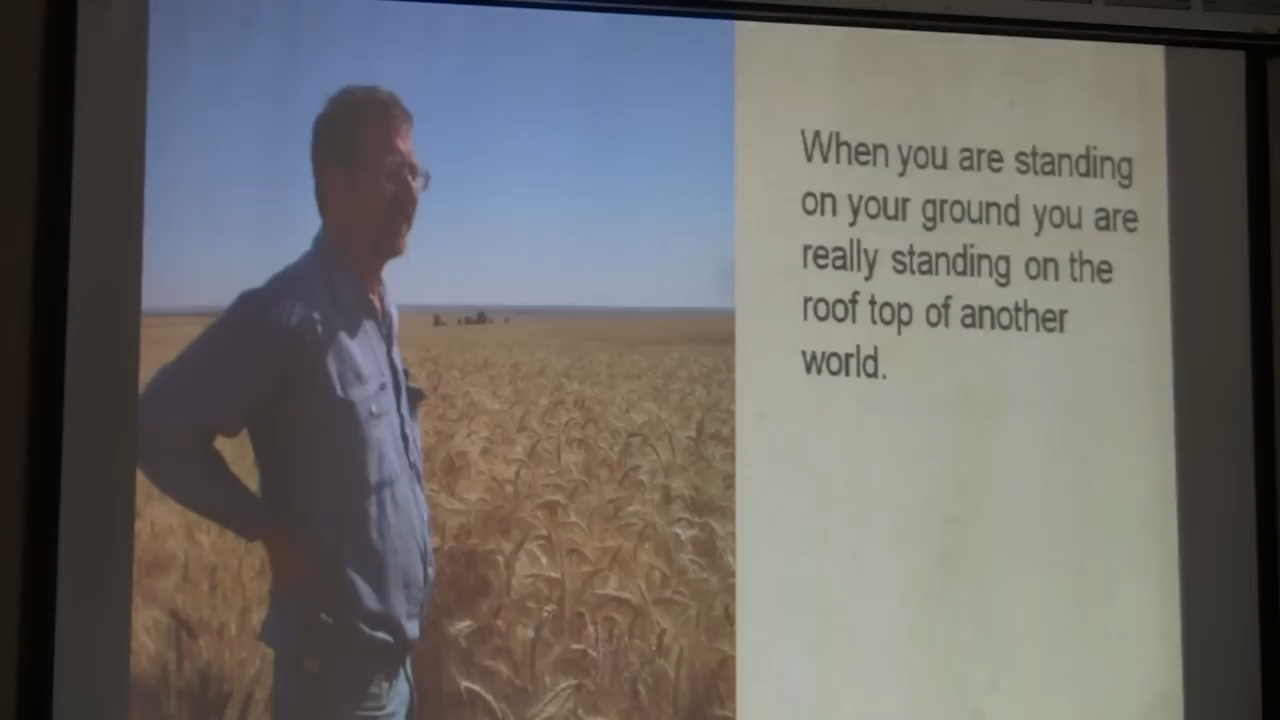 When you are standing
on your ground you are
really standing on the
roof top of another
world.